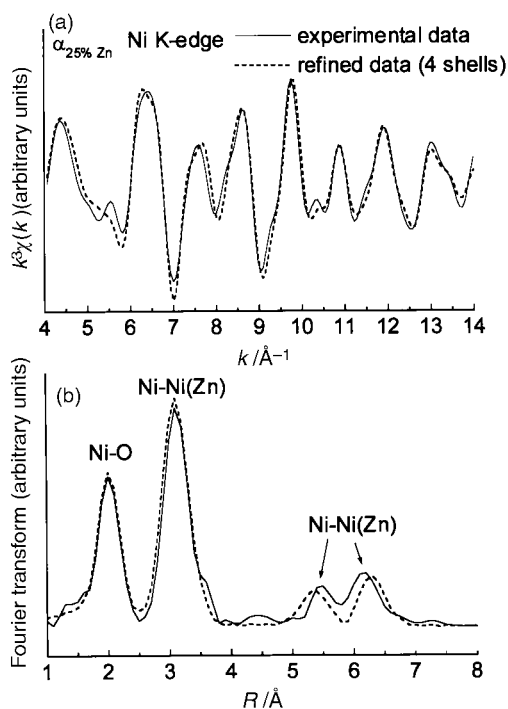 (a)
α25% Zn Ni K-edge
experimental data
refined data (4 shells)
k³χ(k)(arbitrary units)
4 5 6 7 8 9 10 11 12 13 14
k /Å⁻¹
(b)
Ni-Ni(Zn)
Ni-O
Ni-Ni(Zn)
Fourier transform (arbitrary units)
1 2 3 4 5 6 7 8
R /Å